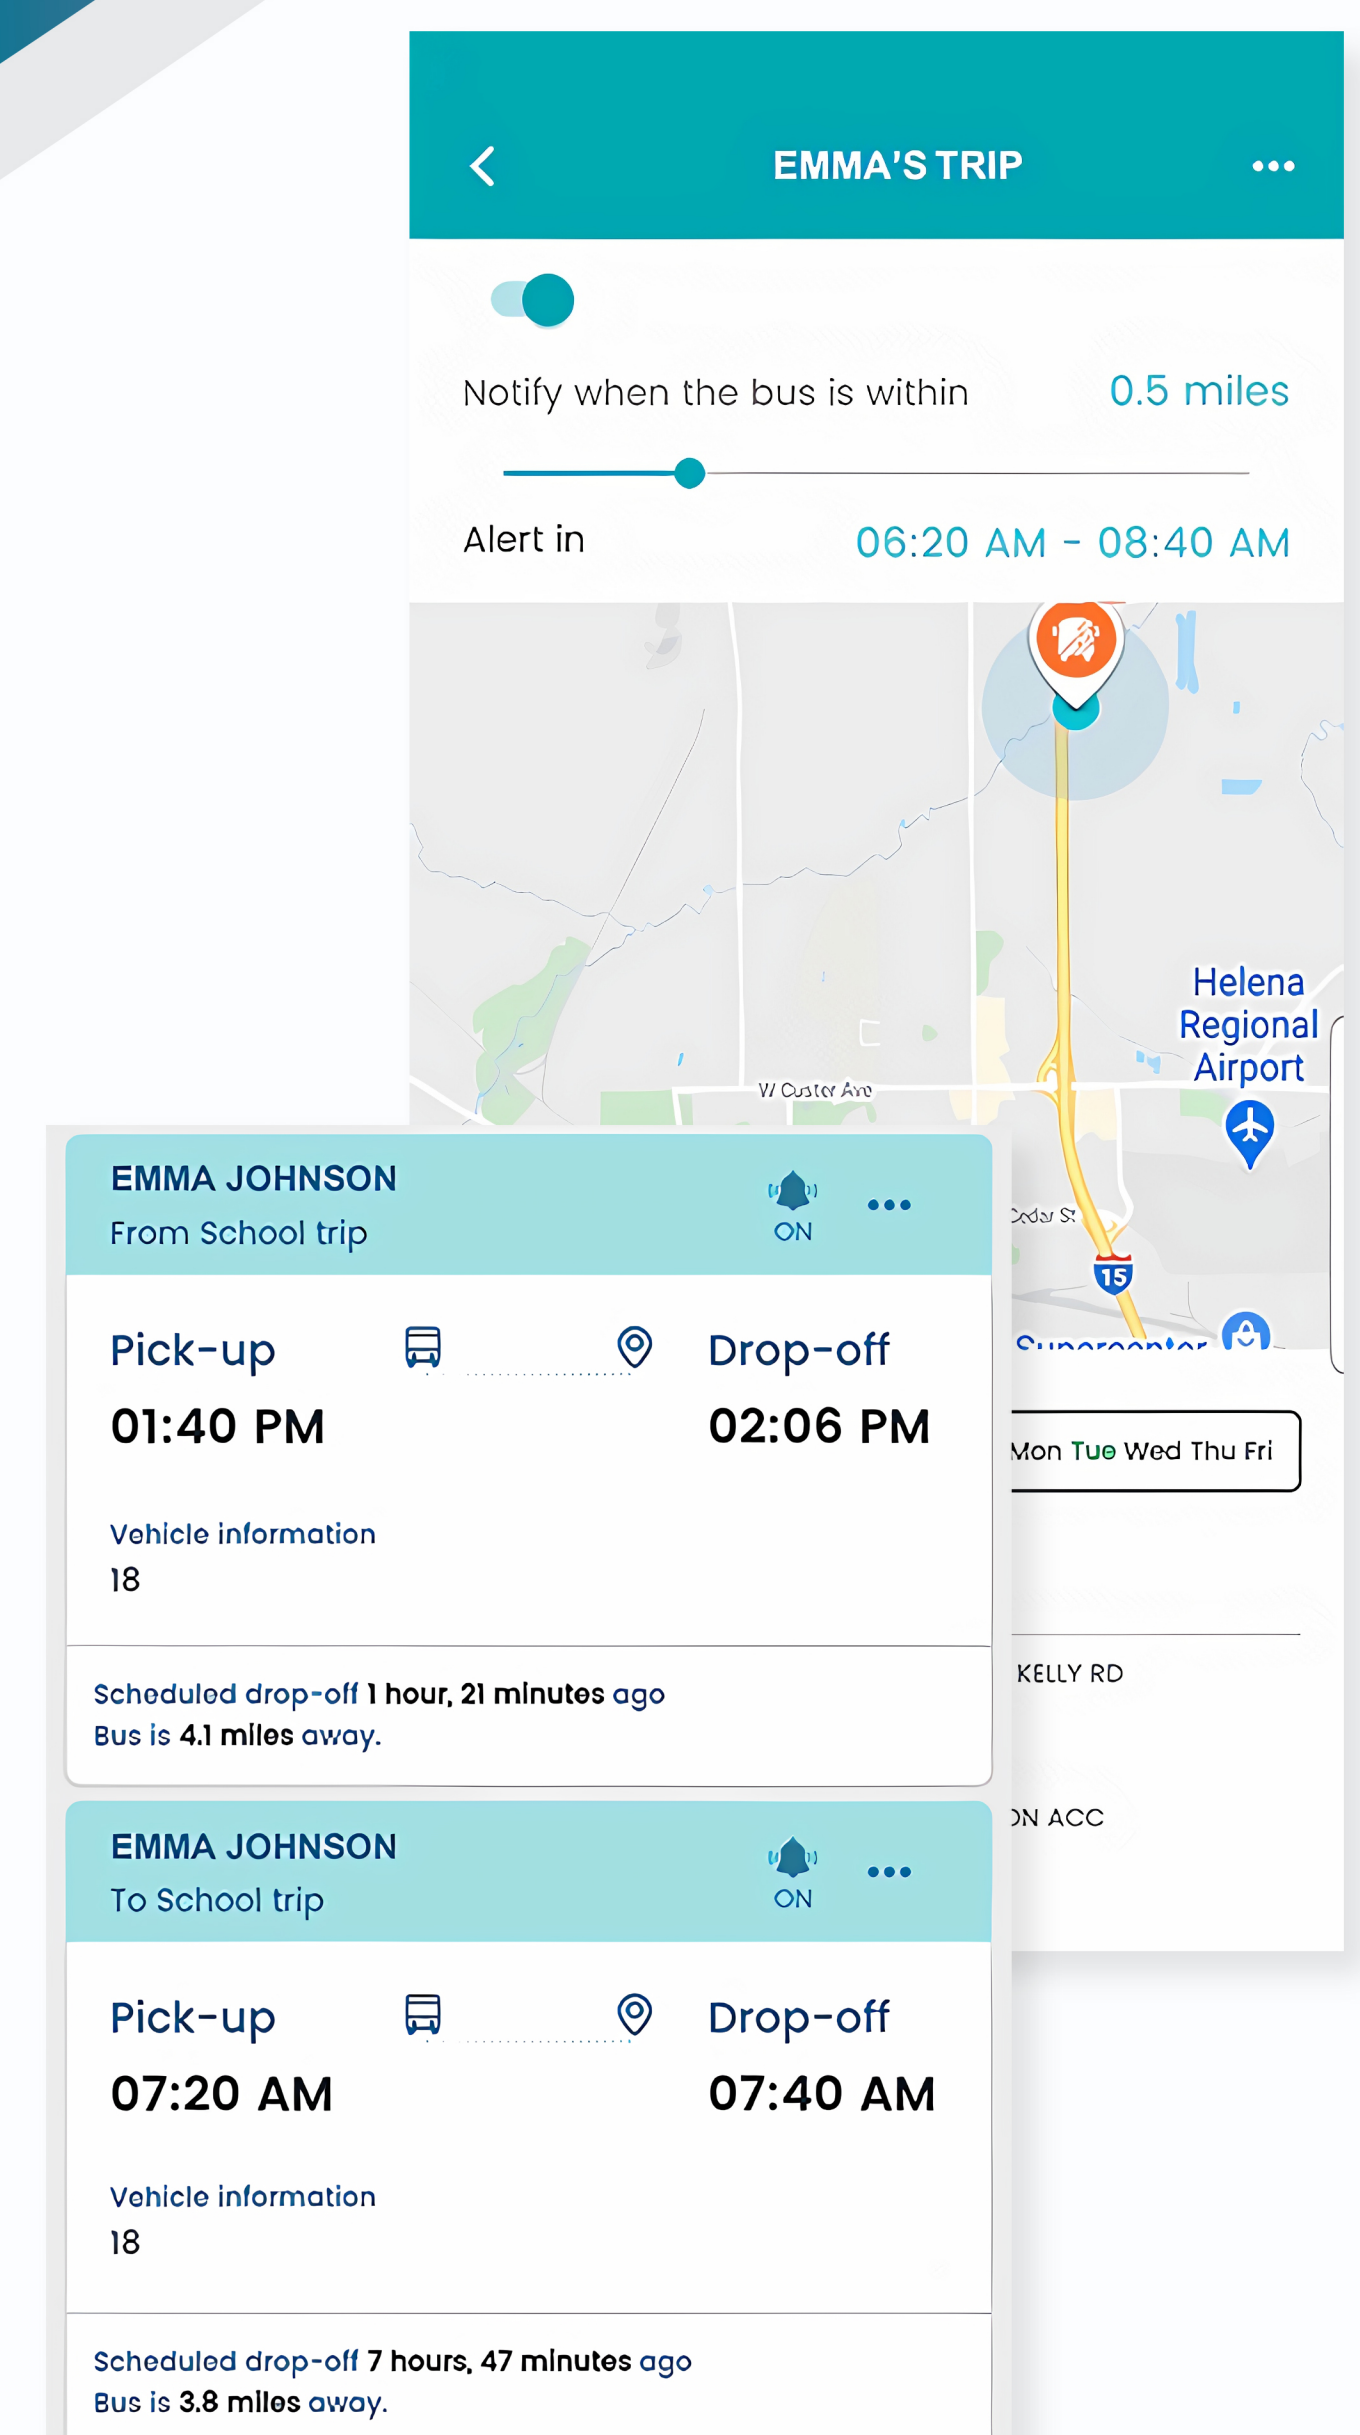 EMMA'S TRIP
Notify when the bus is within 0.5 miles
Alert in 06:20 AM - 08:40 AM
Helena
Regional
Airport
W Custer Ave
15
Mon Tue Wed Thu Fri
KELLY RD
ON ACC
EMMA JOHNSON
From School trip
ON
Pick-up Drop-off
01:40 PM 02:06 PM
Vehicle information
18
Scheduled drop-off 1 hour, 21 minutes ago
Bus is 4.1 miles away.
EMMA JOHNSON
To School trip
ON
Pick-up Drop-off
07:20 AM 07:40 AM
Vehicle information
18
Scheduled drop-off 7 hours, 47 minutes ago
Bus is 3.8 miles away.